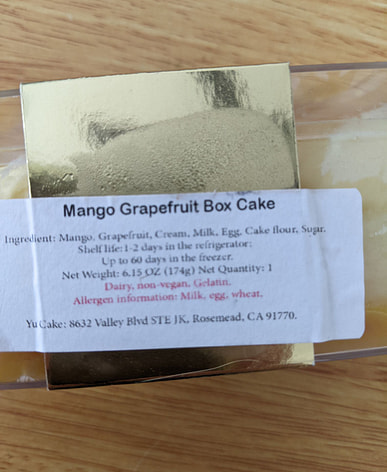 Mango Grapefruit Box Cake
Ingredient: Mango, Grapefruit, Cream, Milk, Egg, Cake flour, Sugar.
Shelf life: 1-2 days in the refrigerator;
Up to 60 days in the freezer.
Net Weight: 6.15 OZ (174g) Net Quantity: 1
Dairy, non-vegan, Gelatin.
Allergen information: Milk, egg, wheat.
YuCake: 8632 Valley Blvd STE JK, Rosemead, CA 91770.